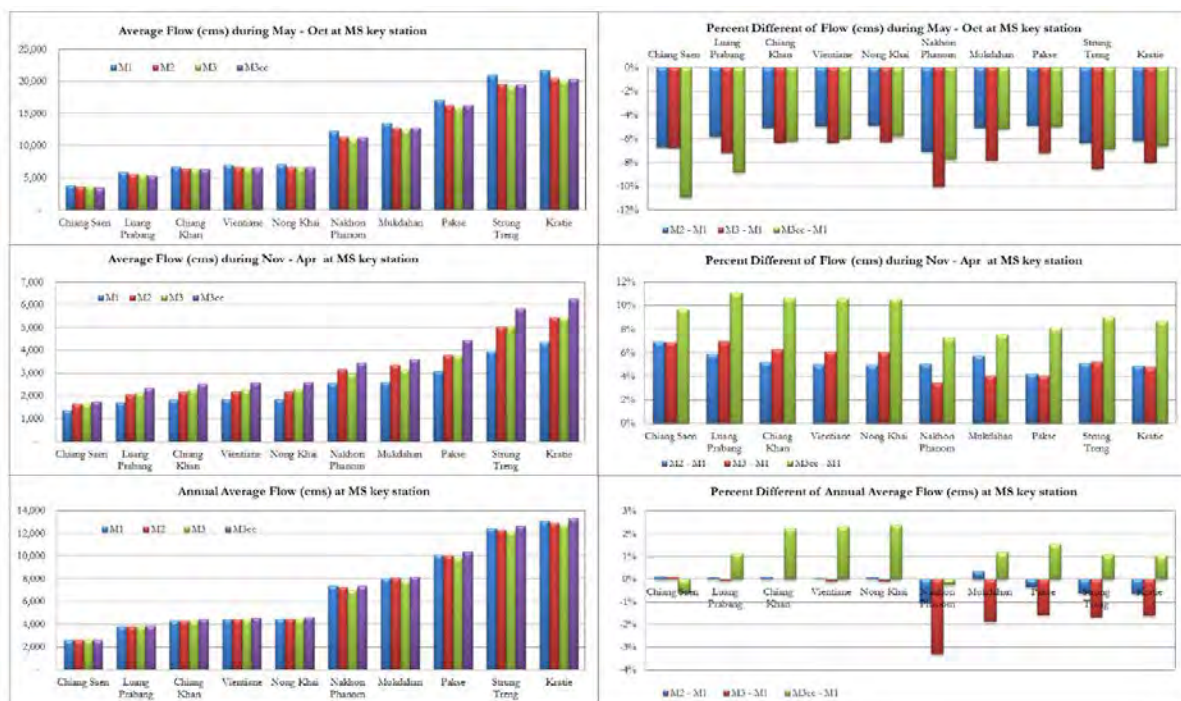 Average Flow (cms) during May - Oct at MS key station
25,000
20,000
15,000
10,000
5,000
-
M1 M2 M3 M3cc
Chiang Saen Luang Prabang Chiang Khan Vientiane Nong Khai Nakhon Phanom Mukdahan Pakse Strung Treng Kratie
Percent Different of Flow (cms) during May - Oct at MS key station
Chiang Saen Luang Prabang Chiang Khan Vientiane Nong Khai Nakhon Phanom Mukdahan Pakse Strung Treng Kratie
0%
-2%
-4%
-6%
-8%
-10%
-12%
M2 - M1 M3 - M1 M3cc - M1
Average Flow (cms) during Nov - Apr at MS key station
7,000
6,000
5,000
4,000
3,000
2,000
1,000
-
M1 M2 M3 M3cc
Chiang Saen Luang Prabang Chiang Khan Vientiane Nong Khai Nakhon Phanom Mukdahan Pakse Strung Treng Kratie
Percent Different of Flow (cms) during Nov - Apr at MS key station
12%
10%
8%
6%
4%
2%
0%
Chiang Saen Luang Prabang Chiang Khan Vientiane Nong Khai Nakhon Phanom Mukdahan Pakse Strung Treng Kratie
M2 - M1 M3 - M1 M3cc - M1
Annual Average Flow (cms) at MS key station
14,000
12,000
10,000
8,000
6,000
4,000
2,000
-
M1 M2 M3 M3cc
Chiang Saen Luang Prabang Chiang Khan Vientiane Nong Khai Nakhon Phanom Mukdahan Pakse Strung Treng Kratie
Percent Different of Annual Average Flow (cms) at MS key station
3%
2%
1%
0%
-1%
-2%
-3%
-4%
Chiang Saen Luang Prabang Chiang Khan Vientiane Nong Khai Nakhon Phanom Mukdahan Pakse Strung Treng Kratie
M2 - M1 M3 - M1 M3cc - M1